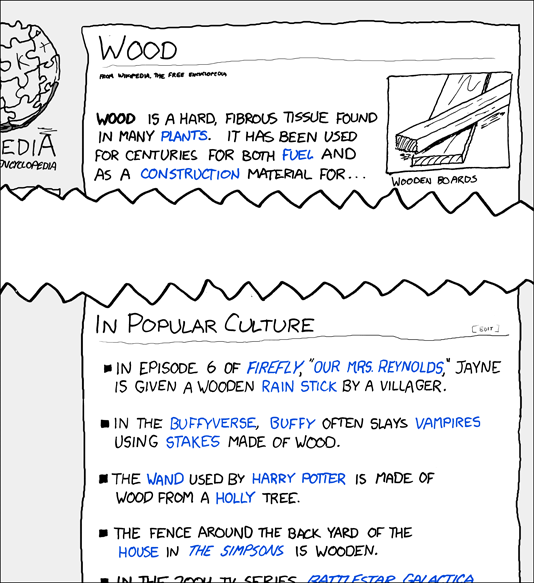 WOOD
FROM WIKIPEDIA, THE FREE ENCYCLOPEDIA
EDIA
ENCYCLOPEDIA
WOOD IS A HARD, FIBROUS TISSUE FOUND
IN MANY PLANTS. IT HAS BEEN USED
FOR CENTURIES FOR BOTH FUEL AND
AS A CONSTRUCTION MATERIAL FOR...
WOODEN BOARDS
IN POPULAR CULTURE
[EDIT]
■ IN EPISODE 6 OF FIREFLY, "OUR MRS. REYNOLDS," JAYNE
IS GIVEN A WOODEN RAIN STICK BY A VILLAGER.
■ IN THE BUFFYVERSE, BUFFY OFTEN SLAYS VAMPIRES
USING STAKES MADE OF WOOD.
■ THE WAND USED BY HARRY POTTER IS MADE OF
WOOD FROM A HOLLY TREE.
■ THE FENCE AROUND THE BACK YARD OF THE
HOUSE IN THE SIMPSONS IS WOODEN.
■ IN THE 2004 TV SERIES BATTLESTAR GALACTICA